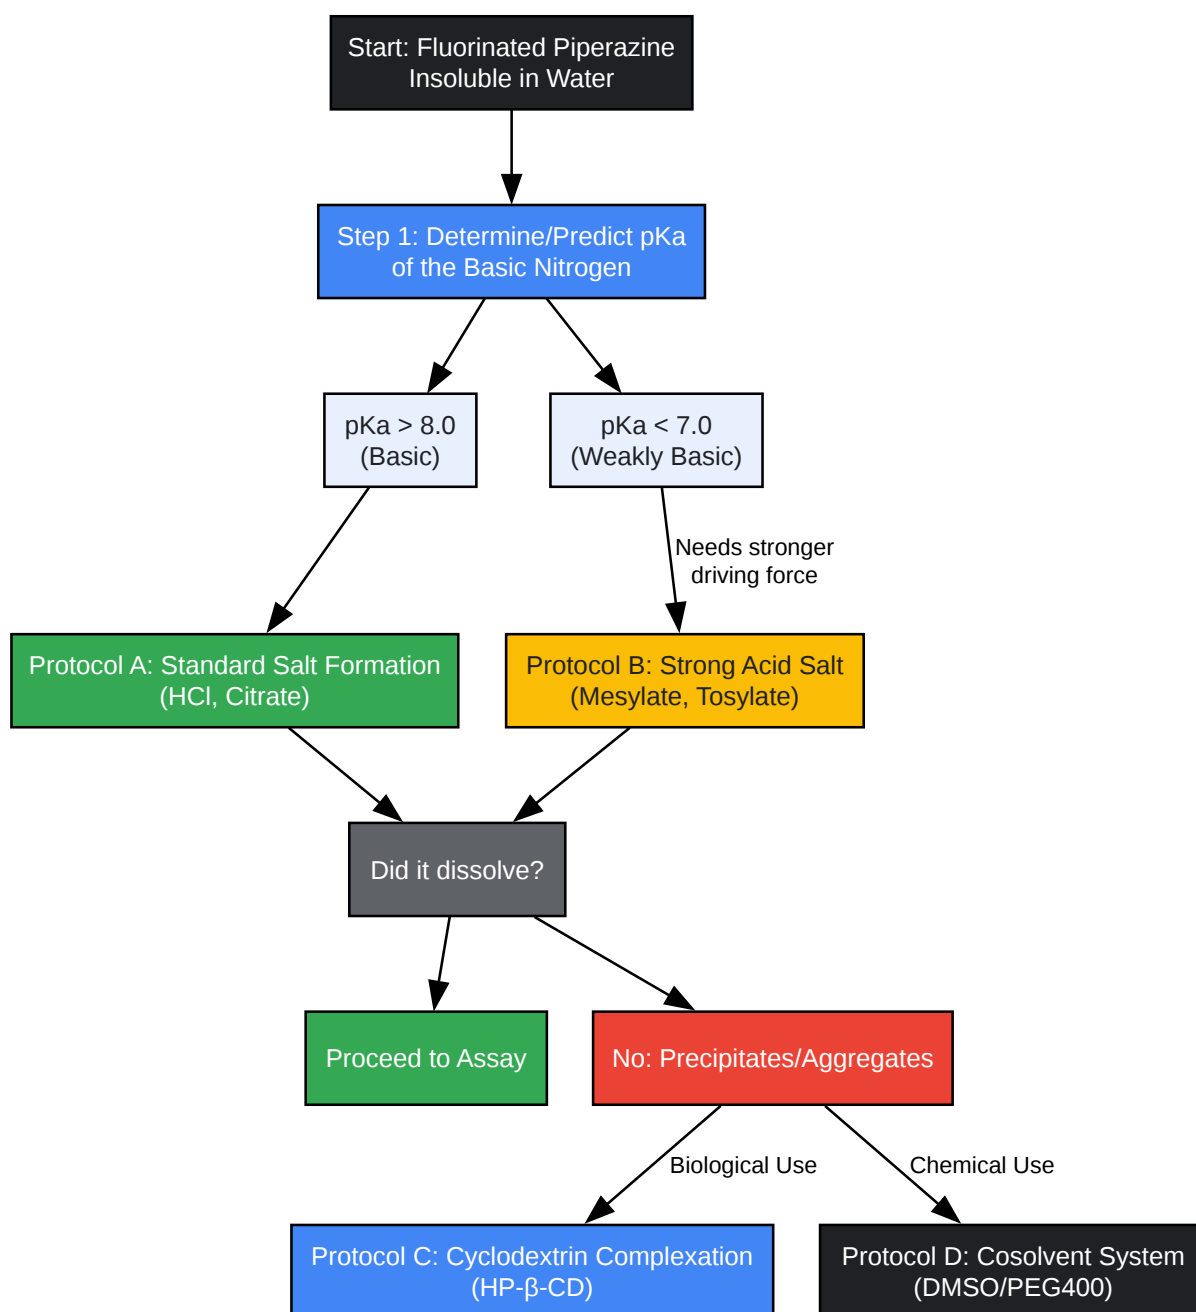 Start: Fluorinated Piperazine
Insoluble in Water
Step 1: Determine/Predict pKa
of the Basic Nitrogen
pKa > 8.0
(Basic)
pKa < 7.0
(Weakly Basic)
Needs stronger
driving force
Protocol A: Standard Salt Formation
(HCl, Citrate)
Protocol B: Strong Acid Salt
(Mesylate, Tosylate)
Did it dissolve?
Proceed to Assay
No: Precipitates/Aggregates
Biological Use
Chemical Use
Protocol C: Cyclodextrin Complexation
(HP-β-CD)
Protocol D: Cosolvent System
(DMSO/PEG400)